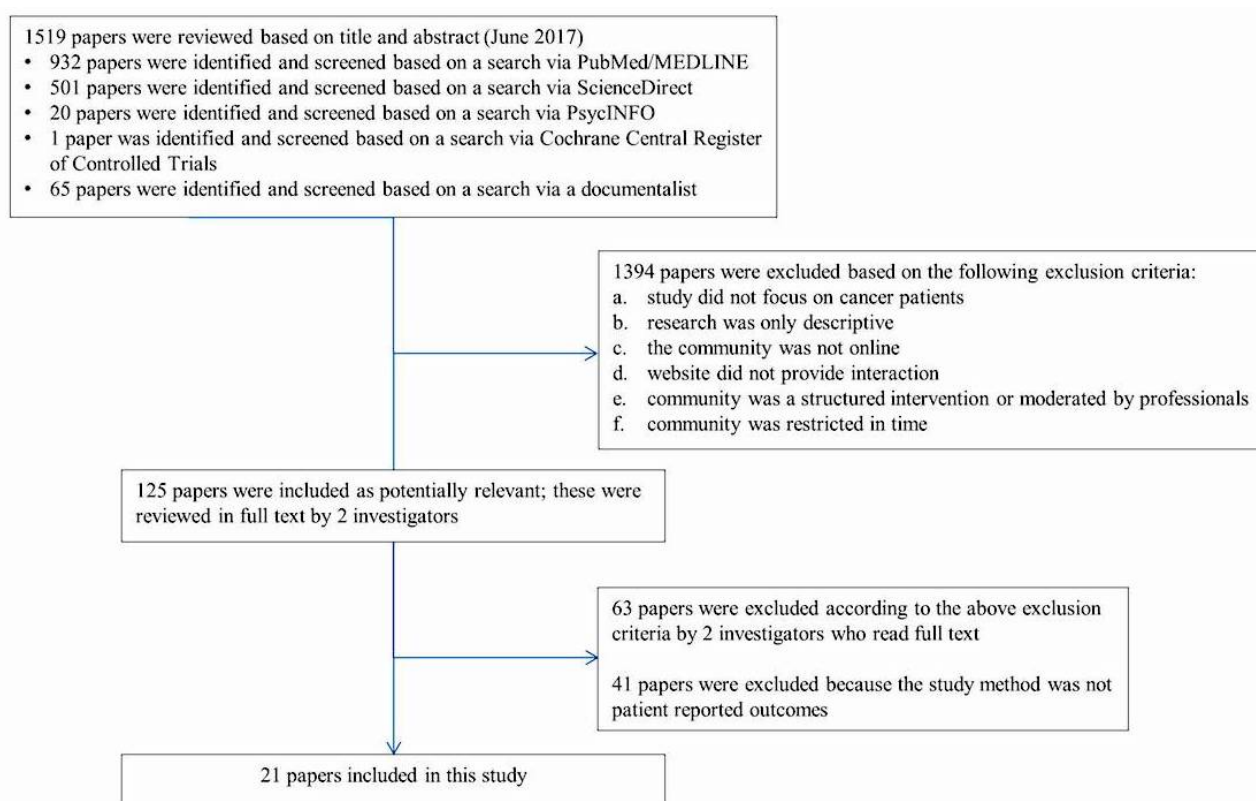 1519 papers were reviewed based on title and abstract (June 2017)
• 932 papers were identified and screened based on a search via PubMed/MEDLINE
• 501 papers were identified and screened based on a search via ScienceDirect
• 20 papers were identified and screened based on a search via PsycINFO
• 1 paper was identified and screened based on a search via Cochrane Central Register
of Controlled Trials
• 65 papers were identified and screened based on a search via a documentalist
1394 papers were excluded based on the following exclusion criteria:
a. study did not focus on cancer patients
b. research was only descriptive
c. the community was not online
d. website did not provide interaction
e. community was a structured intervention or moderated by professionals
f. community was restricted in time
125 papers were included as potentially relevant; these were
reviewed in full text by 2 investigators
63 papers were excluded according to the above exclusion
criteria by 2 investigators who read full text
41 papers were excluded because the study method was not
patient reported outcomes
21 papers included in this study